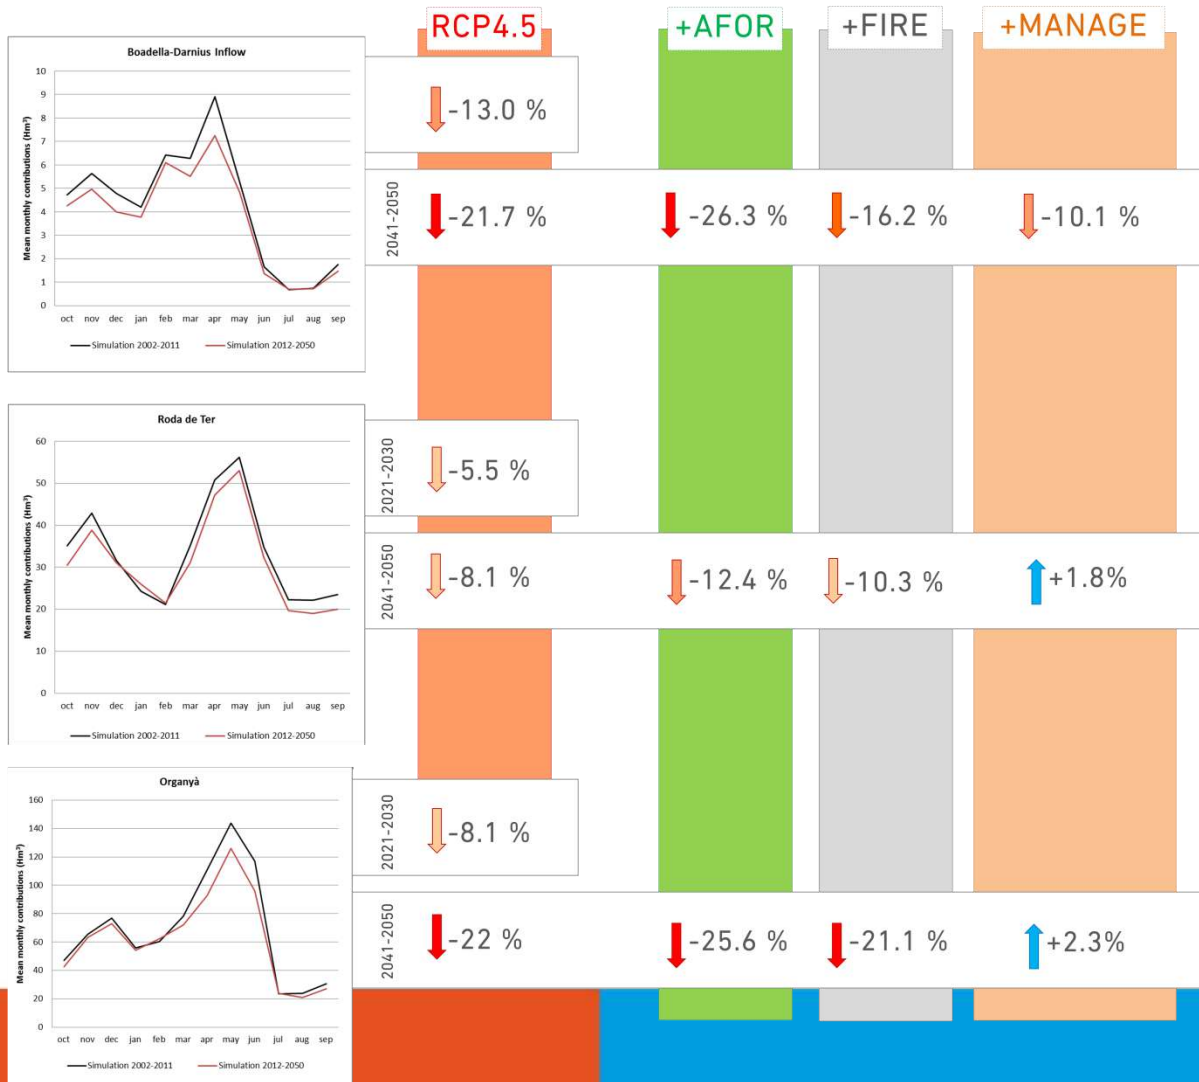 RCP4.5
+AFOR
+FIRE
+MANAGE
Boadella-Darnius Inflow
Mean monthly contributions (Hm³)
10
9
8
7
6
5
4
3
2
1
0
oct nov dec jan feb mar apr may jun jul aug sep
Simulation 2002-2011 Simulation 2012-2050
-13.0 %
2041-2050
-21.7 %
-26.3 %
-16.2 %
-10.1 %
Roda de Ter
Mean monthly contributions (Hm³)
60
50
40
30
20
10
0
oct nov dec jan feb mar apr may jun jul aug sep
Simulation 2002-2011 Simulation 2012-2050
2021-2030
-5.5 %
2041-2050
-8.1 %
-12.4 %
-10.3 %
+1.8%
Organyà
Mean monthly contributions (Hm³)
160
140
120
100
80
60
40
20
0
oct nov dec jan feb mar apr may jun jul aug sep
Simulation 2002-2011 Simulation 2012-2050
2021-2030
-8.1 %
2041-2050
-22 %
-25.6 %
-21.1 %
+2.3%